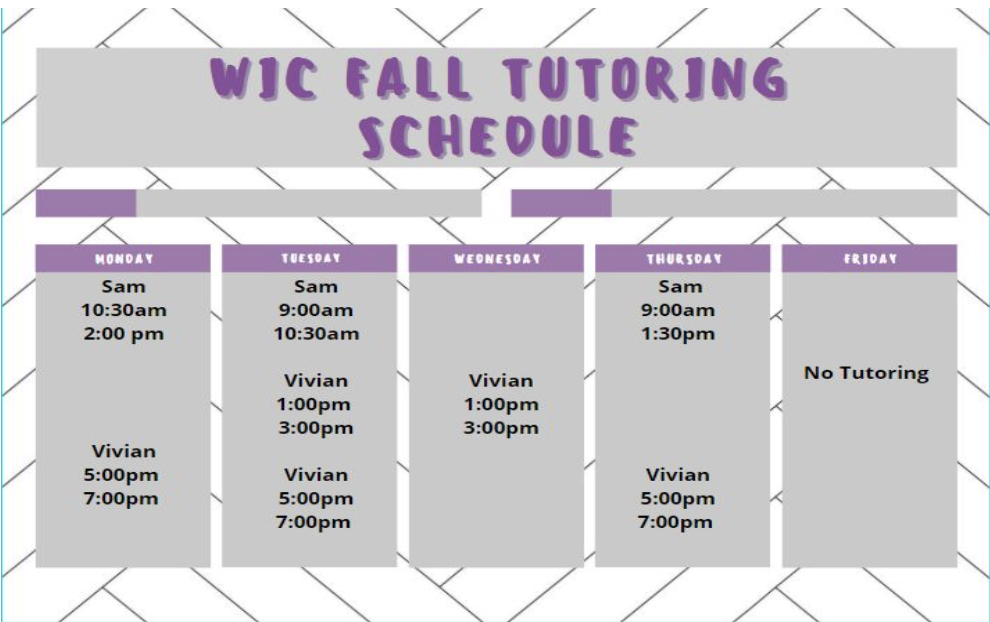 WIC FALL TUTORING
SCHEDULE
MONDAY
Sam
10:30am
2:00 pm
Vivian
5:00pm
7:00pm
TUESDAY
Sam
9:00am
10:30am
Vivian
1:00pm
3:00pm
Vivian
5:00pm
7:00pm
WEDNESDAY
Vivian
1:00pm
3:00pm
THURSDAY
Sam
9:00am
1:30pm
Vivian
5:00pm
7:00pm
FRIDAY
No Tutoring